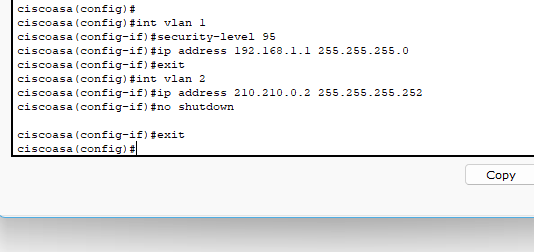 ciscoasa(config)#
ciscoasa(config)#int vlan 1
ciscoasa(config-if)#security-level 95
ciscoasa(config-if)#ip address 192.168.1.1 255.255.255.0
ciscoasa(config-if)#exit
ciscoasa(config)#int vlan 2
ciscoasa(config-if)#ip address 210.210.0.2 255.255.255.252
ciscoasa(config-if)#no shutdown
ciscoasa(config-if)#exit
ciscoasa(config)#
Copy